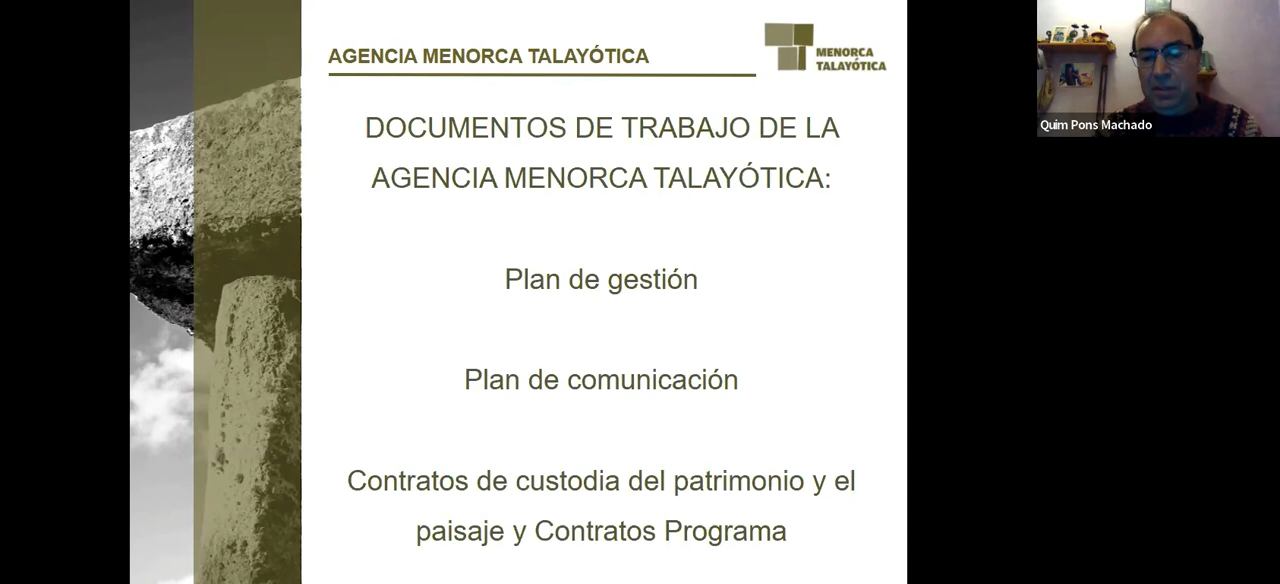 AGENCIA MENORCA TALAYÓTICA
MENORCA
TALAYÓTICA
DOCUMENTOS DE TRABAJO DE LA
AGENCIA MENORCA TALAYÓTICA:
Plan de gestión
Plan de comunicación
Contratos de custodia del patrimonio y el
paisaje y Contratos Programa
Quim Pons Machado